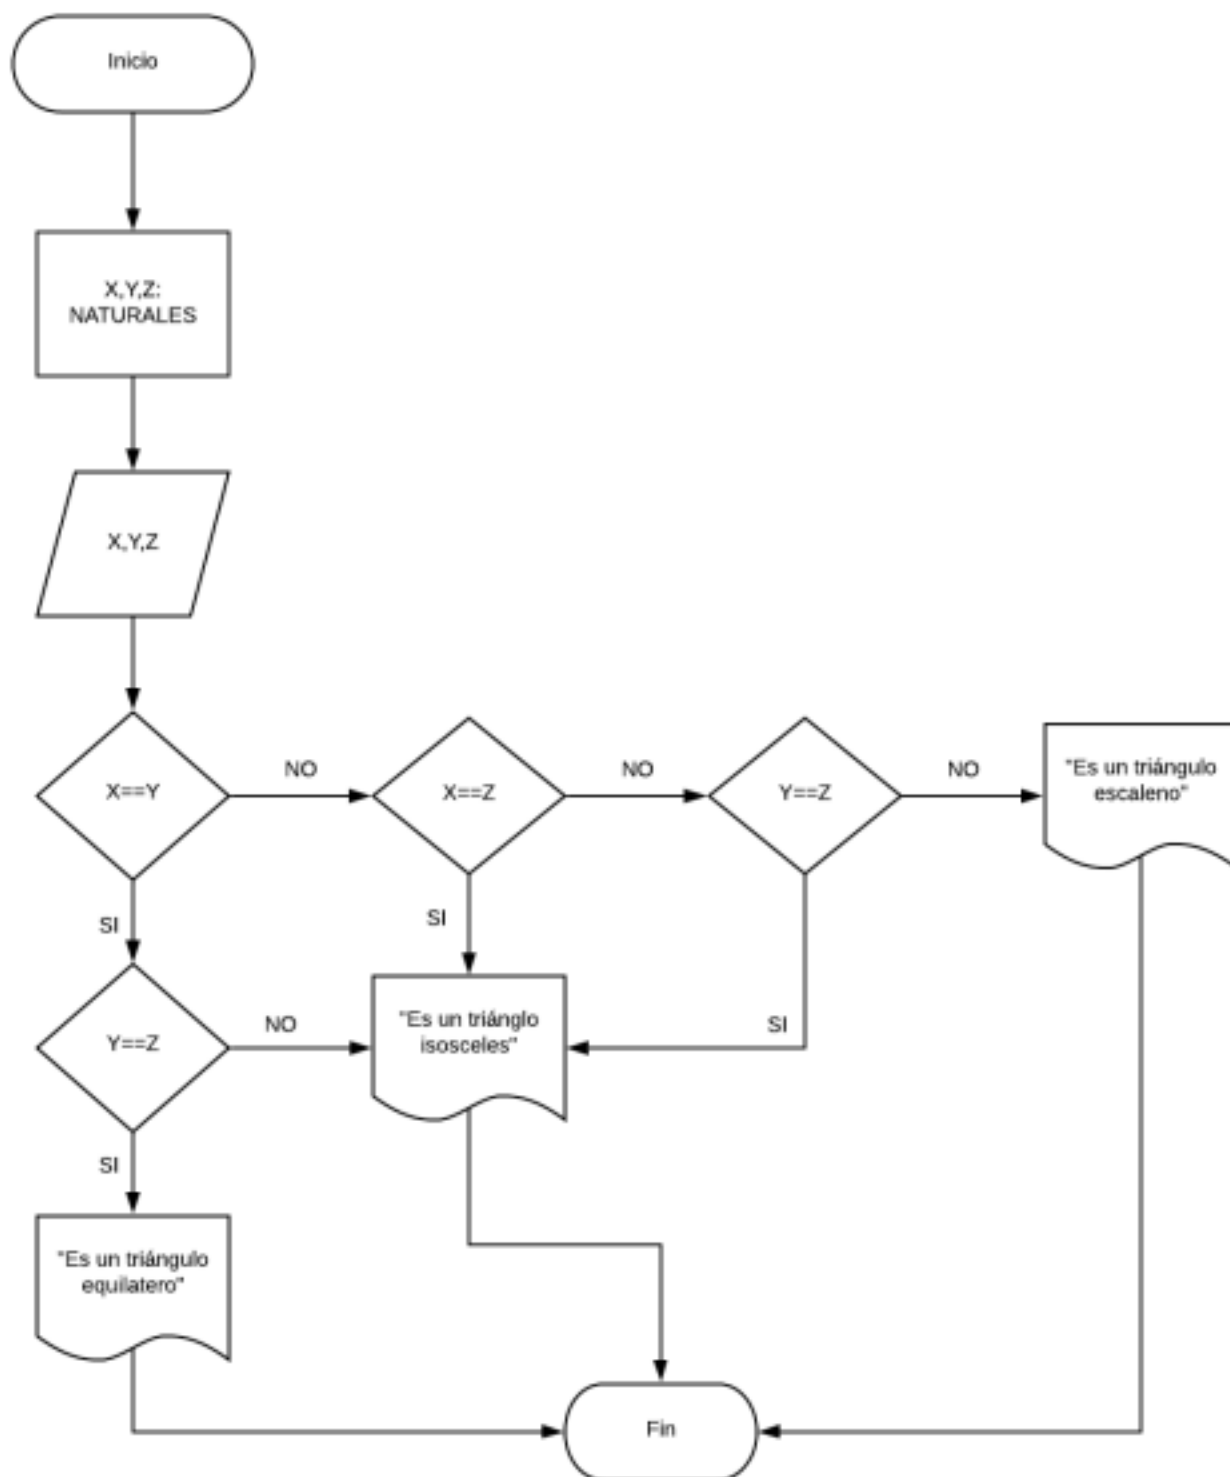 Inicio
X,Y,Z:
NATURALES
X,Y,Z
X==Y
NO
X==Z
NO
Y==Z
NO
"Es un triángulo
escaleno"
SI
SI
Y==Z
NO
"Es un triánglo
isosceles"
SI
SI
"Es un triángulo
equilatero"
Fin